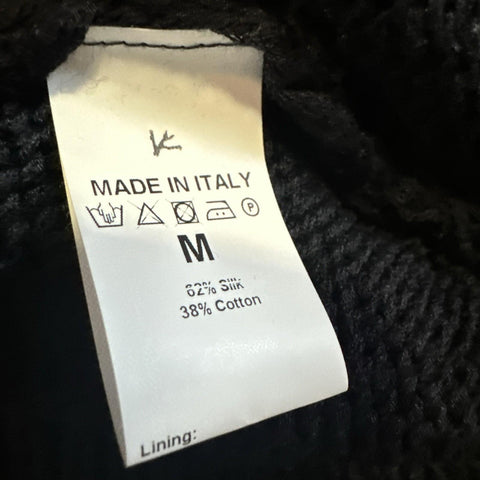 MADE IN ITALY
P
M
62% Silk
38% Cotton
Lining: